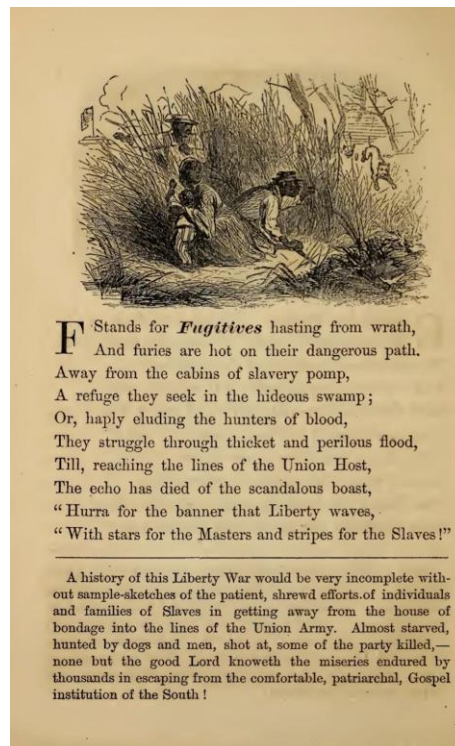 F Stands for Fugitives hasting from wrath,
And furies are hot on their dangerous path.
Away from the cabins of slavery pomp,
A refuge they seek in the hideous swamp;
Or, haply eluding the hunters of blood,
They struggle through thicket and perilous flood,
Till, reaching the lines of the Union Host,
The echo has died of the scandalous boast,
"Hurra for the banner that Liberty waves,
"With stars for the Masters and stripes for the Slaves!"
A history of this Liberty War would be very incomplete with-
out sample-sketches of the patient, shrewd efforts.of individuals
and families of Slaves in getting away from the house of
bondage into the lines of the Union Army. Almost starved,
hunted by dogs and men, shot at, some of the party killed,—
none but the good Lord knoweth the miseries endured by
thousands in escaping from the comfortable, patriarchal, Gospel
institution of the South!